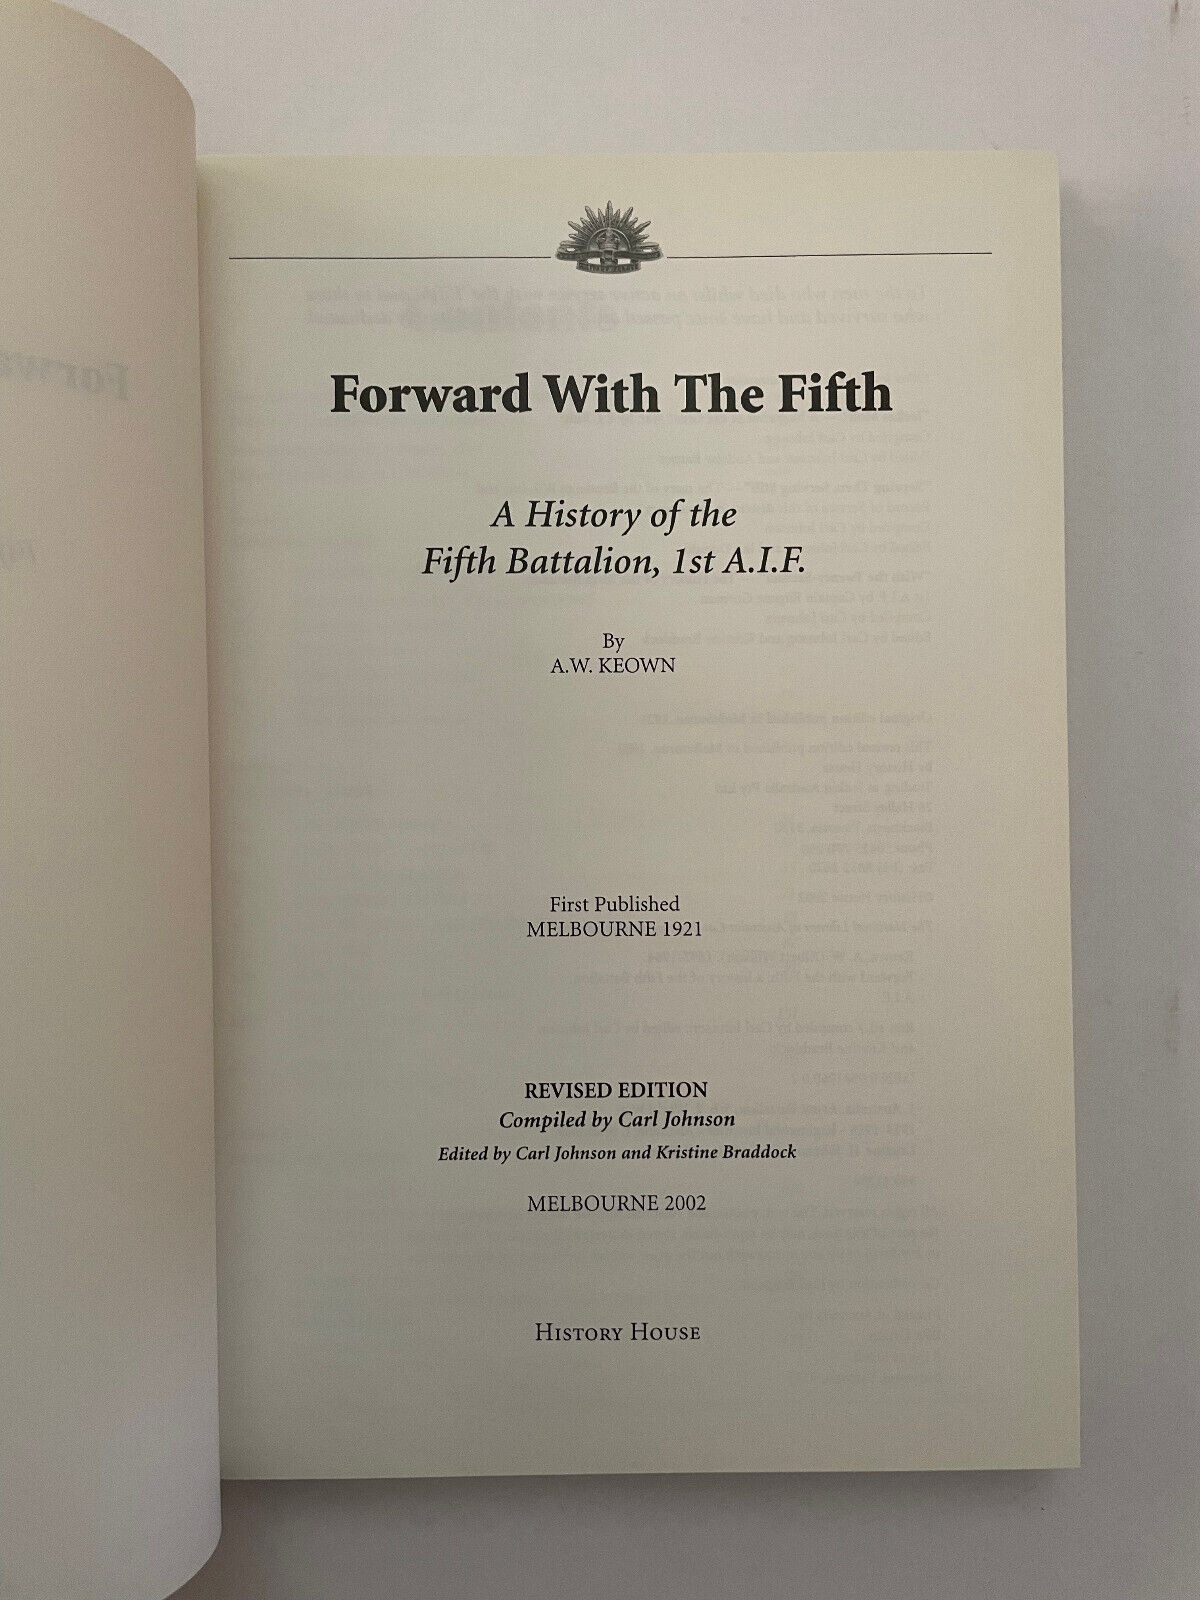 Forward With The Fifth
A History of the
Fifth Battalion, 1st A.I.F.
By
A.W. KEOWN
First Published
MELBOURNE 1921
REVISED EDITION
Compiled by Carl Johnson
Edited by Carl Johnson and Kristine Braddock
MELBOURNE 2002
HISTORY HOUSE